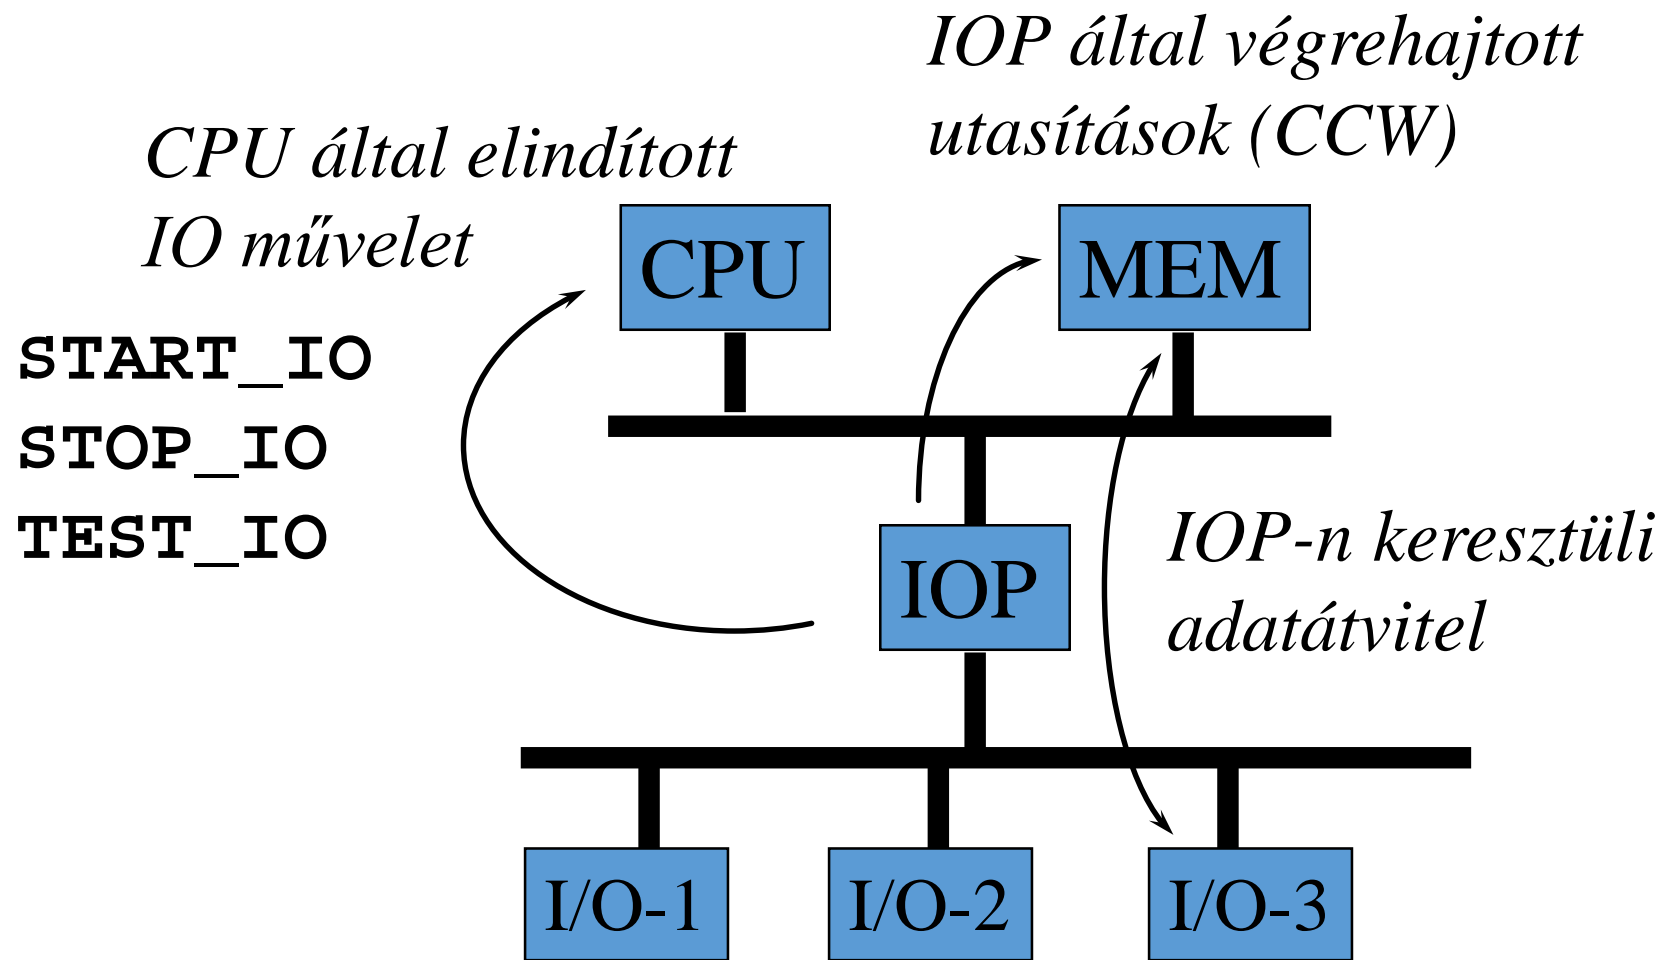 IOP által végrehajtott
utasítások (CCW)
CPU által elindított
IO művelet
CPU
MEM
START_IO
STOP_IO
TEST_IO
IOP
IOP-n keresztüli
adatátvitel
I/O-1
I/O-2
I/O-3